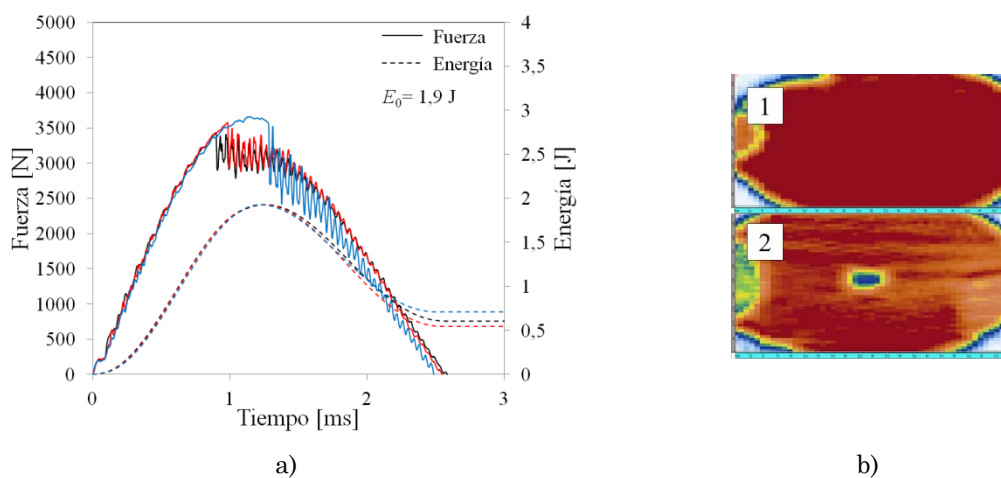 5000
4500
4000
3500
3000
2500
2000
1500
1000
500
0
Fuerza [N]
Fuerza
Energía
E0= 1,9 J
4
3,5
3
2,5
2
1,5
1
0,5
0
Energía [J]
0 1 2 3
Tiempo [ms]
a)
1
2
b)